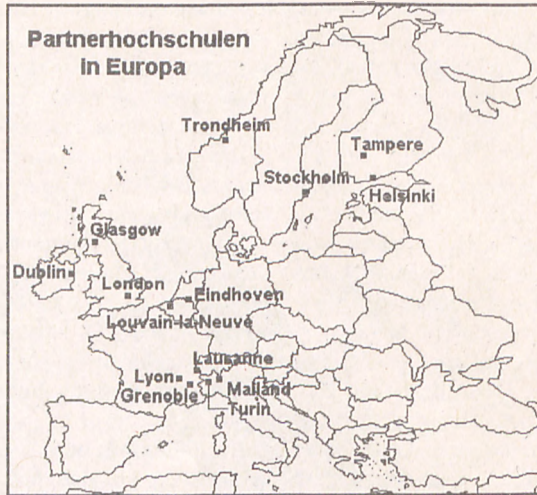 Partnerhochschulen
in Europa
Trondheim
Tampere
Stockholm
Helsinki
Glasgow
Dublin
London
Eindhoven
Louvain-la-Neuve
Lausanne
Lyon
Grenoble
Mailand
Turin